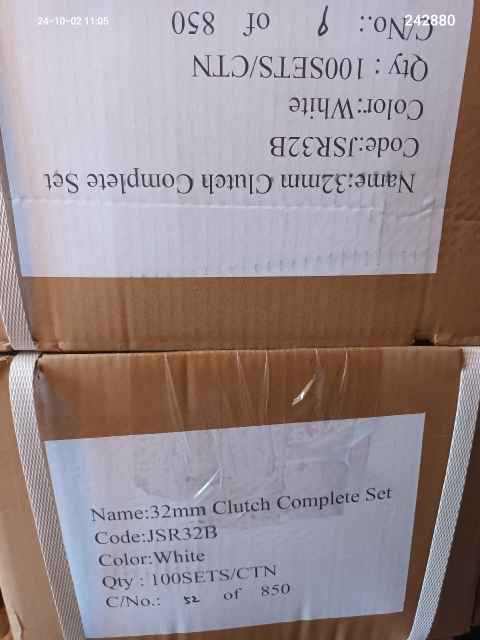 24-10-02 11:05
242880
Name:32mm Clutch Complete Set
Code:JSR32B
Color:White
Qty : 100SETS/CTN
C/No.: of 850
Name:32mm Clutch Complete Set
Code:JSR32B
Color:White
Qty : 100SETS/CTN
C/No.: 52 of 850